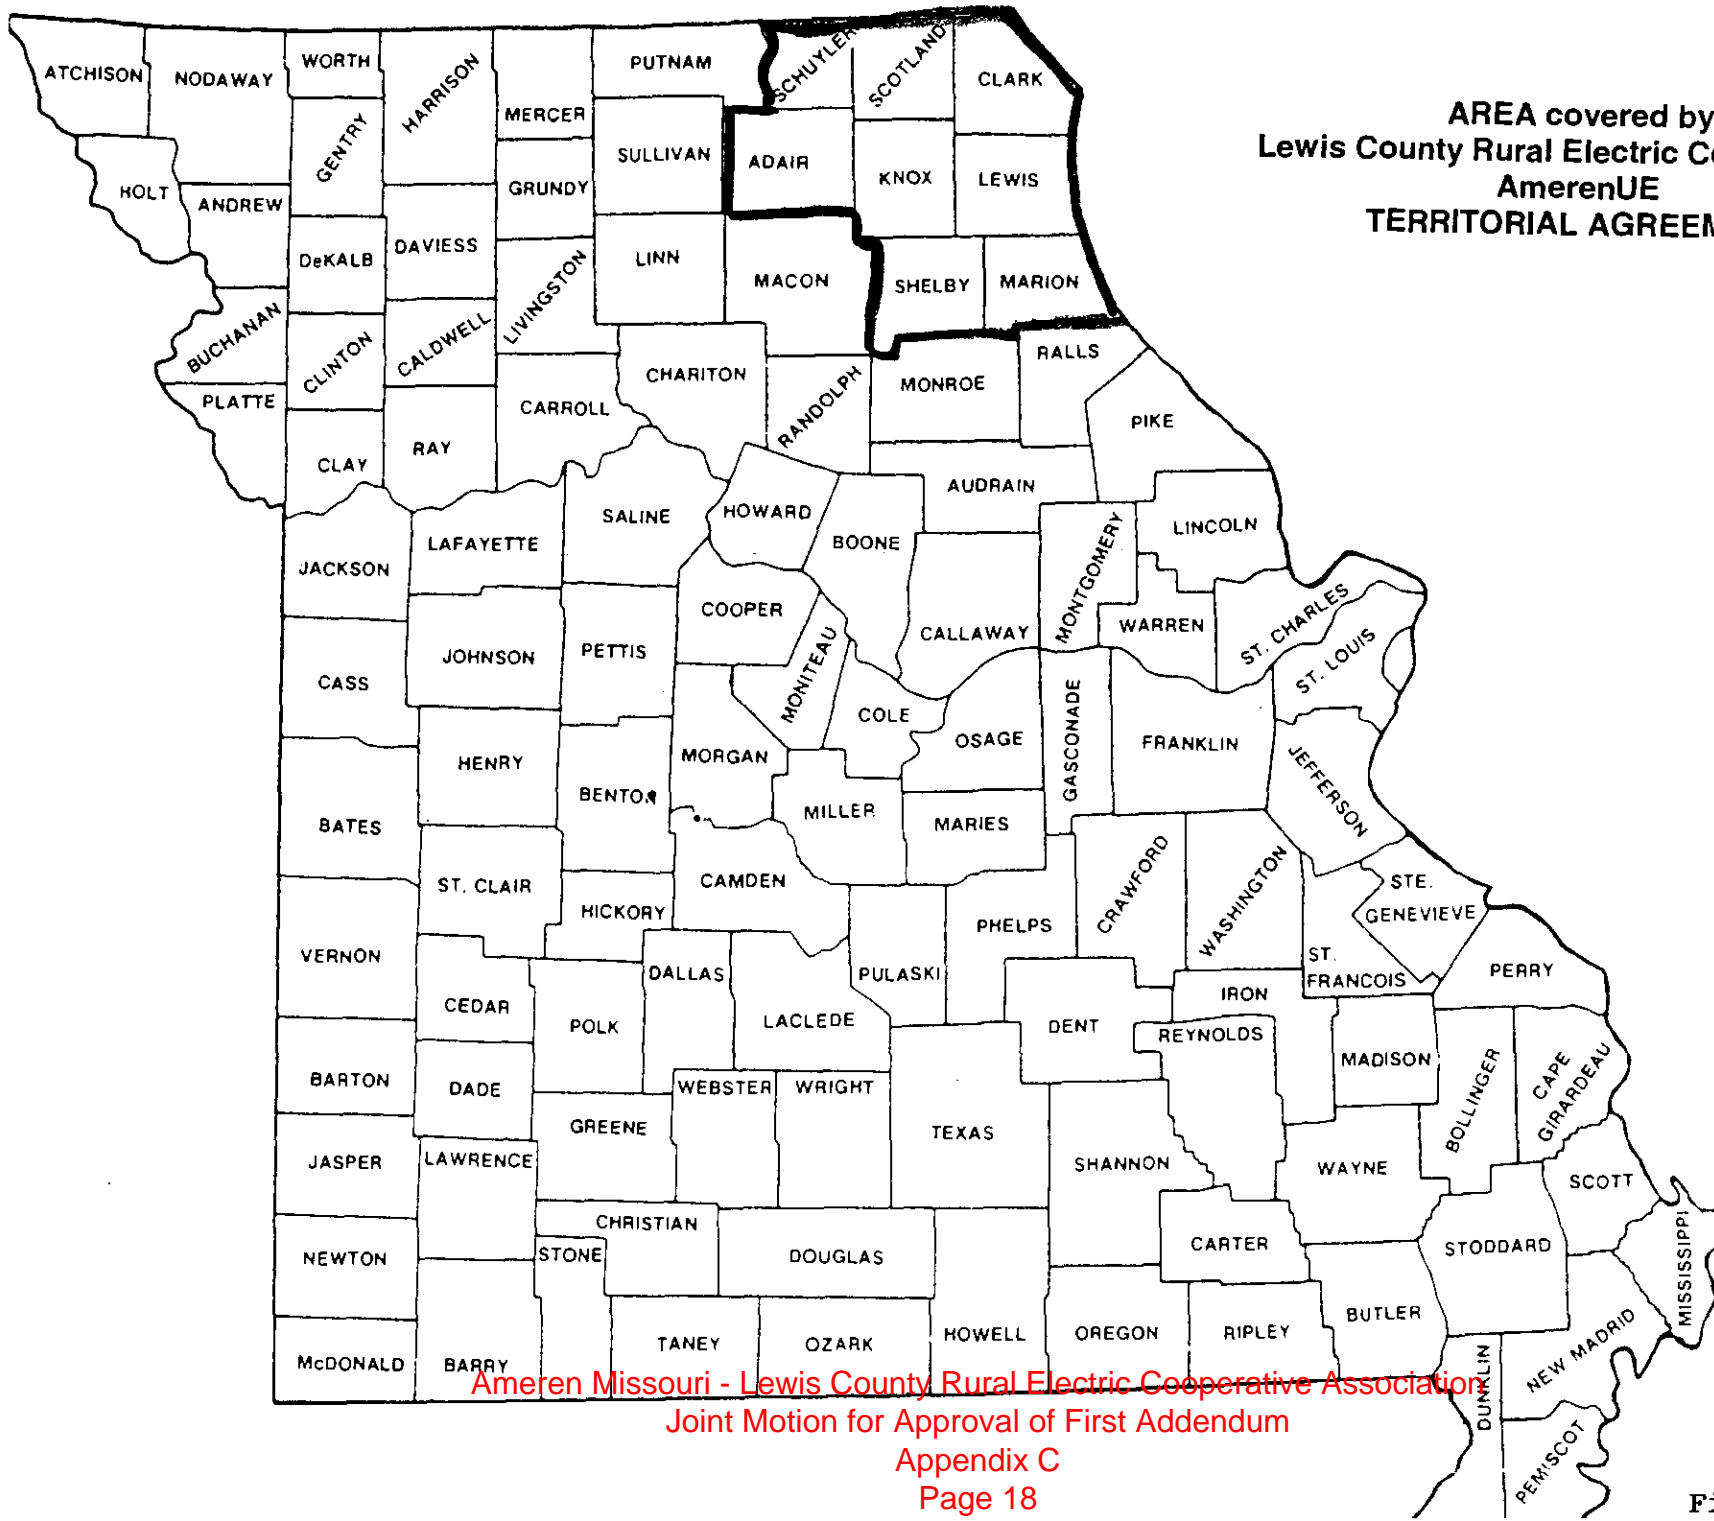 AREA covered by
Lewis County Rural Electric
AmerenUE
TERRITORIAL
ATCHISON
NODAWAY
WORTH
HARRISON
MERCER
PUTNAM
SCHUYLER
SCOTLAND
CLARK
GENTRY
SULLIVAN
ADAIR
KNOX
LEWIS
HOLT
ANDREW
GRUNDY
DeKALB
DAVIESS
LIVINGSTON
LINN
MACON
SHELBY
MARION
BUCHANAN
CLINTON
CALDWELL
CHARITON
RANDOLPH
MONROE
RALLS
PLATTE
CARROLL
PIKE
CLAY
RAY
AUDRAIN
SALINE
HOWARD
BOONE
MONTGOMERY
LINCOLN
JACKSON
LAFAYETTE
COOPER
CALLAWAY
WARREN
ST. CHARLES
ST. LOUIS
CASS
JOHNSON
PETTIS
MONITEAU
COLE
OSAGE
GASCONADE
FRANKLIN
JEFFERSON
HENRY
MORGAN
BENTON
MILLER
MARIES
BATES
ST. CLAIR
CAMDEN
CRAWFORD
WASHINGTON
STE.
GENEVIEVE
HICKORY
PHELPS
VERNON
DALLAS
PULASKI
ST.
FRANCOIS
PERRY
CEDAR
POLK
LACLEDE
DENT
IRON
REYNOLDS
MADISON
BOLLINGER
CAPE
GIRARDEAU
BARTON
DADE
WEBSTER
WRIGHT
GREENE
TEXAS
SHANNON
WAYNE
JASPER
LAWRENCE
SCOTT
CHRISTIAN
STONE
DOUGLAS
CARTER
STODDARD
MISSISSIPPI
NEWTON
TANEY
OZARK
HOWELL
OREGON
RIPLEY
BUTLER
NEW MADRID
McDONALD
BARRY
DUNKLIN
PEMISCOT
Ameren Missouri - Lewis County Rural Electric Cooperative Association
Joint Motion for Approval of First Addendum
Appendix C
Page 18